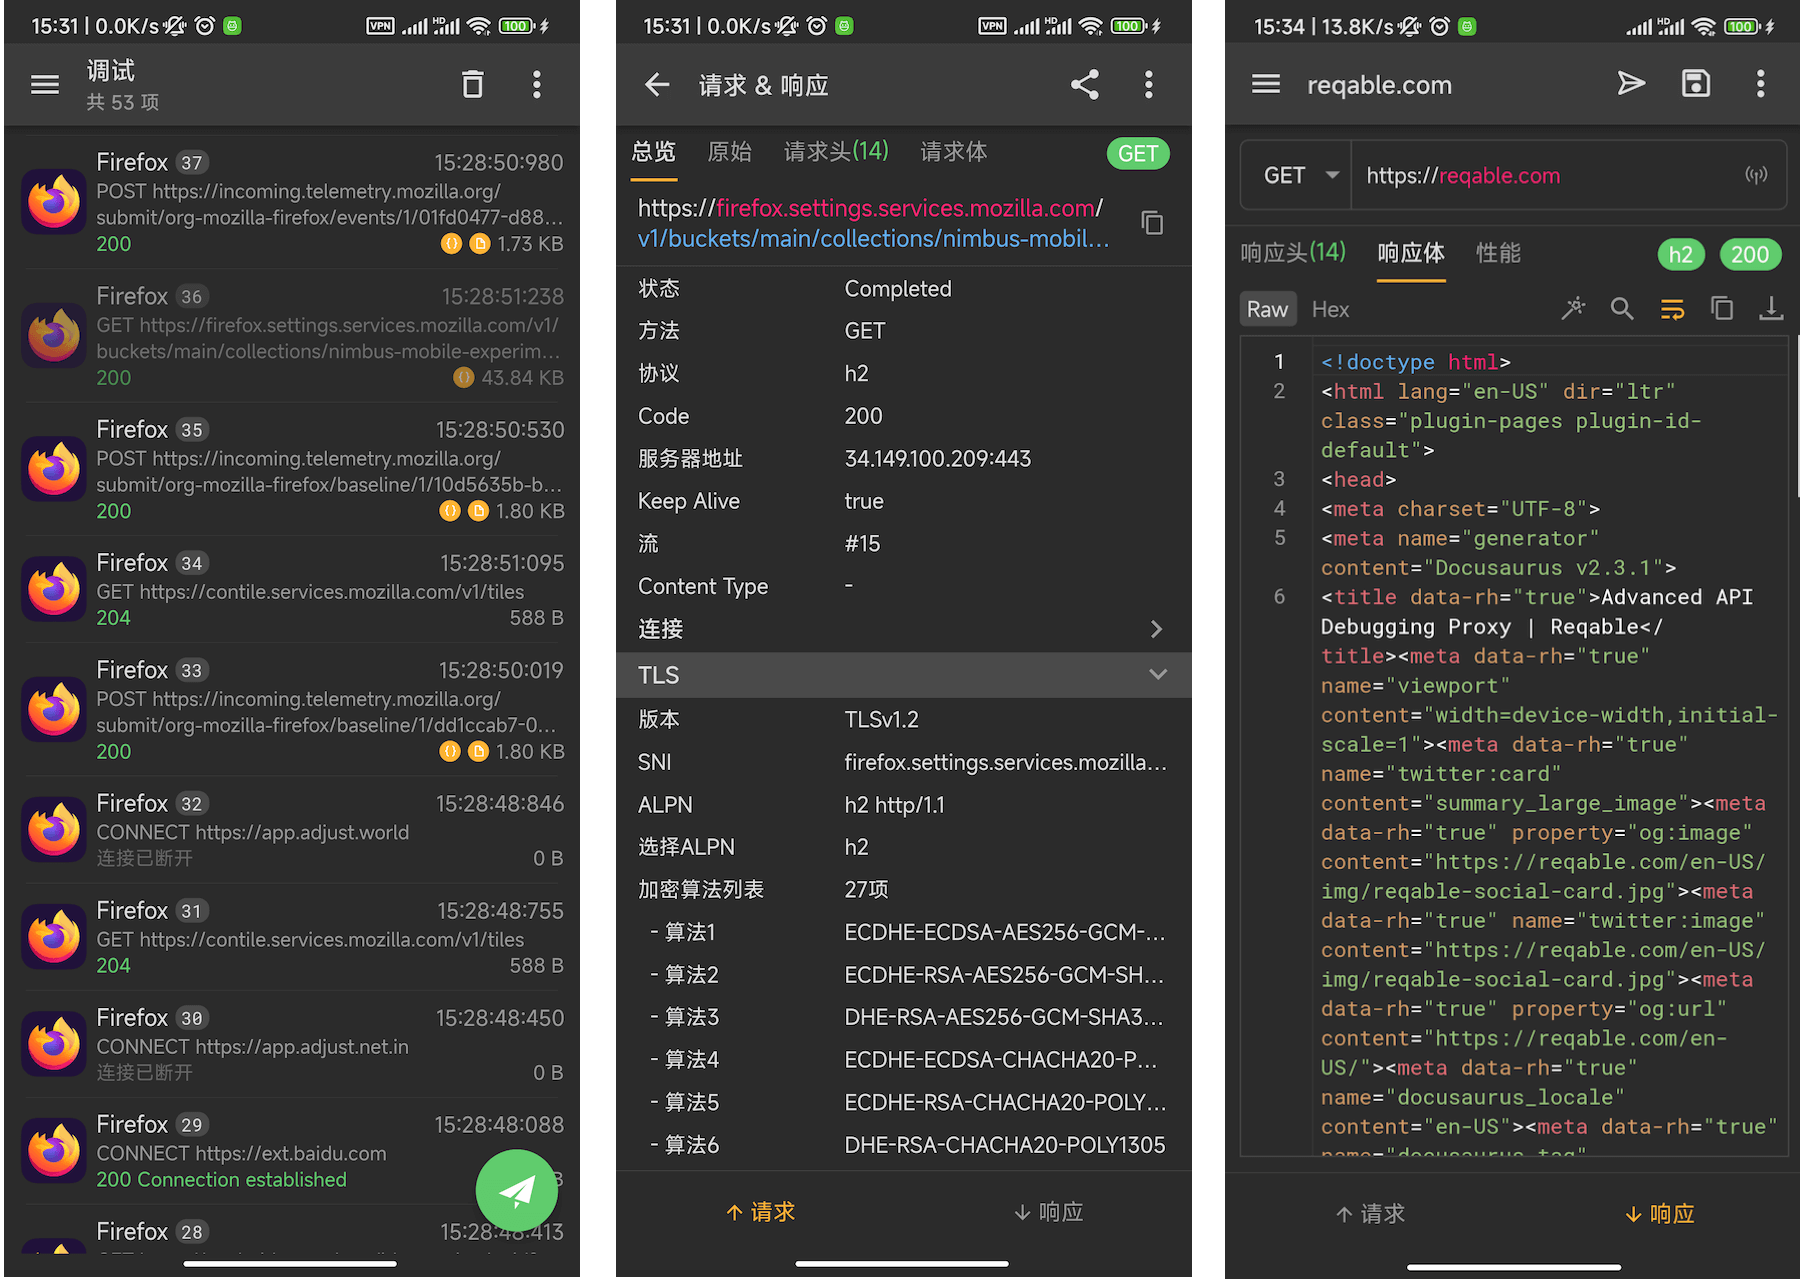 15:31 | 0.0K/s
VPN HD 100
调试
共 53 项
Firefox 37 15:28:50:980
POST https://incoming.telemetry.mozilla.org/
submit/org-mozilla-firefox/events/1/01fd0477-d88...
200 1.73 KB
Firefox 36 15:28:51:238
GET https://firefox.settings.services.mozilla.com/v1/
buckets/main/collections/nimbus-mobile-experim...
200 43.84 KB
Firefox 35 15:28:50:530
POST https://incoming.telemetry.mozilla.org/
submit/org-mozilla-firefox/baseline/1/10d5635b-b...
200 1.80 KB
Firefox 34 15:28:51:095
GET https://contile.services.mozilla.com/v1/tiles
204 588 B
Firefox 33 15:28:50:019
POST https://incoming.telemetry.mozilla.org/
submit/org-mozilla-firefox/baseline/1/dd1ccab7-0...
200 1.80 KB
Firefox 32 15:28:48:846
CONNECT https://app.adjust.world
连接已断开 0 B
Firefox 31 15:28:48:755
GET https://contile.services.mozilla.com/v1/tiles
204 588 B
Firefox 30 15:28:48:450
CONNECT https://app.adjust.net.in
连接已断开 0 B
Firefox 29 15:28:48:088
CONNECT https://ext.baidu.com
200 Connection established B
Firefox 28 15:28:48:413
15:31 | 0.0K/s
VPN HD 100
请求 & 响应
总览 原始 请求头(14) 请求体 GET
https://firefox.settings.services.mozilla.com/
v1/buckets/main/collections/nimbus-mobil...
状态 Completed
方法 GET
协议 h2
Code 200
服务器地址 34.149.100.209:443
Keep Alive true
流 #15
Content Type -
连接
TLS
版本 TLSv1.2
SNI firefox.settings.services.mozilla...
ALPN h2 http/1.1
选择ALPN h2
加密算法列表 27项
- 算法1 ECDHE-ECDSA-AES256-GCM-...
- 算法2 ECDHE-RSA-AES256-GCM-SH...
- 算法3 DHE-RSA-AES256-GCM-SHA3...
- 算法4 ECDHE-ECDSA-CHACHA20-P...
- 算法5 ECDHE-RSA-CHACHA20-POLY...
- 算法6 DHE-RSA-CHACHA20-POLY1305
↑ 请求 ↓ 响应
15:34 | 13.8K/s
HD 100
reqable.com
GET https://reqable.com
响应头(14) 响应体 性能 h2 200
Raw Hex
1 <!doctype html>
2 <html lang="en-US" dir="ltr"
class="plugin-pages plugin-id-
default">
3 <head>
4 <meta charset="UTF-8">
5 <meta name="generator"
content="Docusaurus v2.3.1">
6 <title data-rh="true">Advanced API
Debugging Proxy | Reqable</
title><meta data-rh="true"
name="viewport"
content="width=device-width,initial-
scale=1"><meta data-rh="true"
name="twitter:card"
content="summary_large_image"><meta
data-rh="true" property="og:image"
content="https://reqable.com/en-US/
img/reqable-social-card.jpg"><meta
data-rh="true" name="twitter:image"
content="https://reqable.com/en-US/
img/reqable-social-card.jpg"><meta
data-rh="true" property="og:url"
content="https://reqable.com/en-
US/"><meta data-rh="true"
name="docusaurus_locale"
content="en-US"><meta data-rh="true"
name="docusaurus_tag"
↑ 请求 ↓ 响应